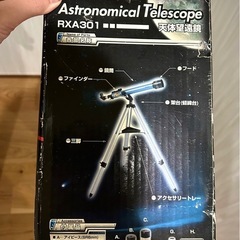 Astronomical Telescope
RXA301
天体望遠鏡
鏡筒
フード
ファインダー
架台(経緯台)
三脚
アクセサリートレー
Accessories
A.
B.
C.
D.